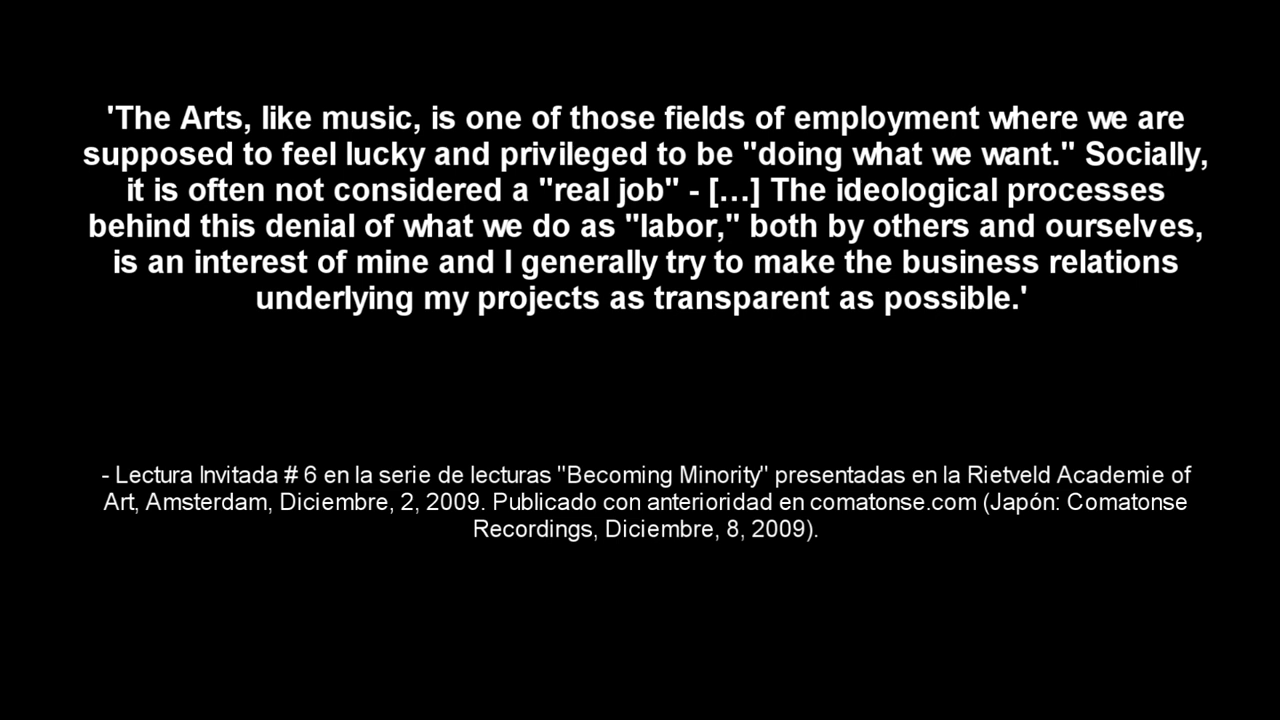 'The Arts, like music, is one of those fields of employment where we are
supposed to feel lucky and privileged to be "doing what we want." Socially,
it is often not considered a "real job" - […] The ideological processes
behind this denial of what we do as "labor," both by others and ourselves,
is an interest of mine and I generally try to make the business relations
underlying my projects as transparent as possible.'
- Lectura Invitada # 6 en la serie de lecturas "Becoming Minority" presentadas en la Rietveld Academie of
Art, Amsterdam, Diciembre, 2, 2009. Publicado con anterioridad en comatonse.com (Japón: Comatonse
Recordings, Diciembre, 8, 2009).